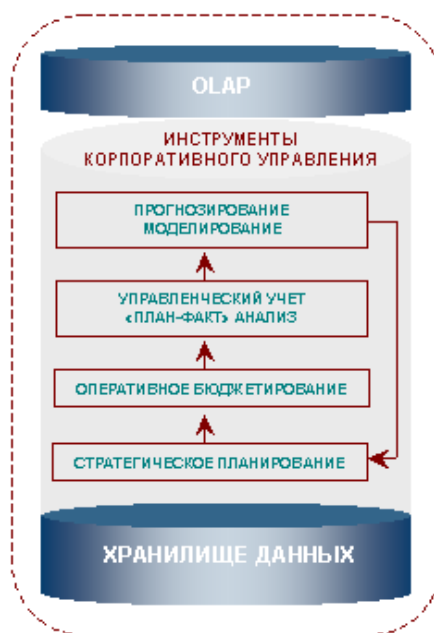 OLAP
ИНСТРУМЕНТЫ
КОРПОРАТИВНОГО УПРАВЛЕНИЯ
ПРОГНОЗИРОВАНИЕ
МОДЕЛИРОВАНИЕ
УПРАВЛЕНЧЕСКИЙ УЧЕТ
«ПЛАН-ФАКТ» АНАЛИЗ
ОПЕРАТИВНОЕ БЮДЖЕТИРОВАНИЕ
СТРАТЕГИЧЕСКОЕ ПЛАНИРОВАНИЕ
ХРАНИЛИЩЕ ДАННЫХ